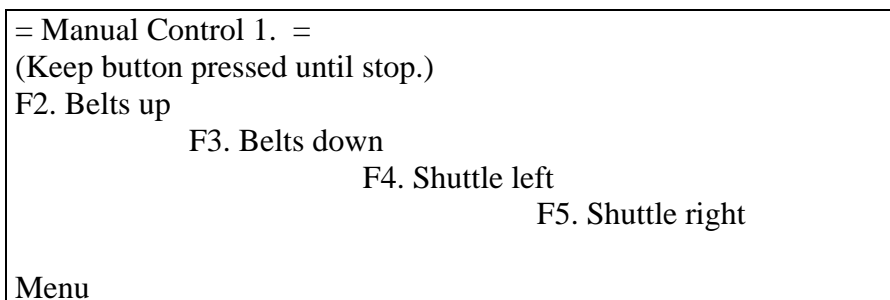 = Manual Control 1.  =
(Keep button pressed until stop.)
F2. Belts up
F3. Belts down
F4. Shuttle left
F5. Shuttle right
Menu